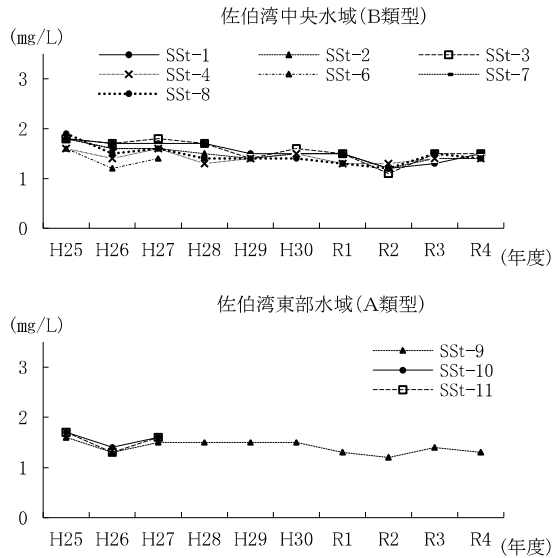 佐伯湾中央水域(B類型)
(mg/L)
SSt-1 SSt-2 SSt-3
SSt-4 SSt-6 SSt-7
SSt-8
3
2
1
0
H25 H26 H27 H28 H29 H30 R1 R2 R3 R4 (年度)
佐伯湾東部水域(A類型)
(mg/L)
SSt-9
SSt-10
SSt-11
3
2
1
0
H25 H26 H27 H28 H29 H30 R1 R2 R3 R4 (年度)